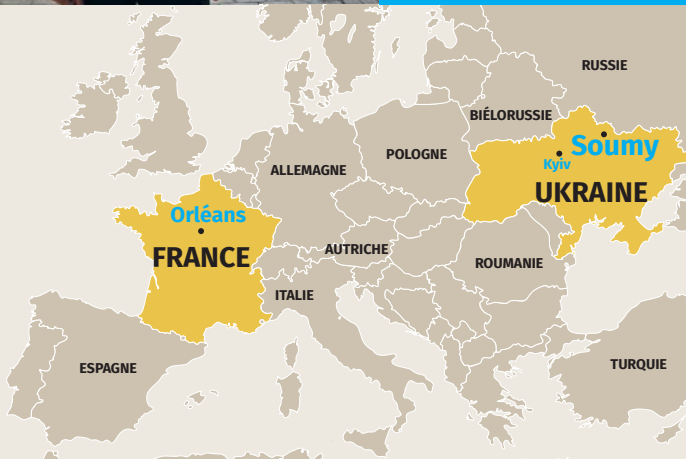 RUSSIE
BIÉLORUSSIE
Soumy
POLOGNE
Kyiv
ALLEMAGNE
UKRAINE
Orléans
AUTRICHE
FRANCE
ROUMANIE
ITALIE
TURQUIE
ESPAGNE